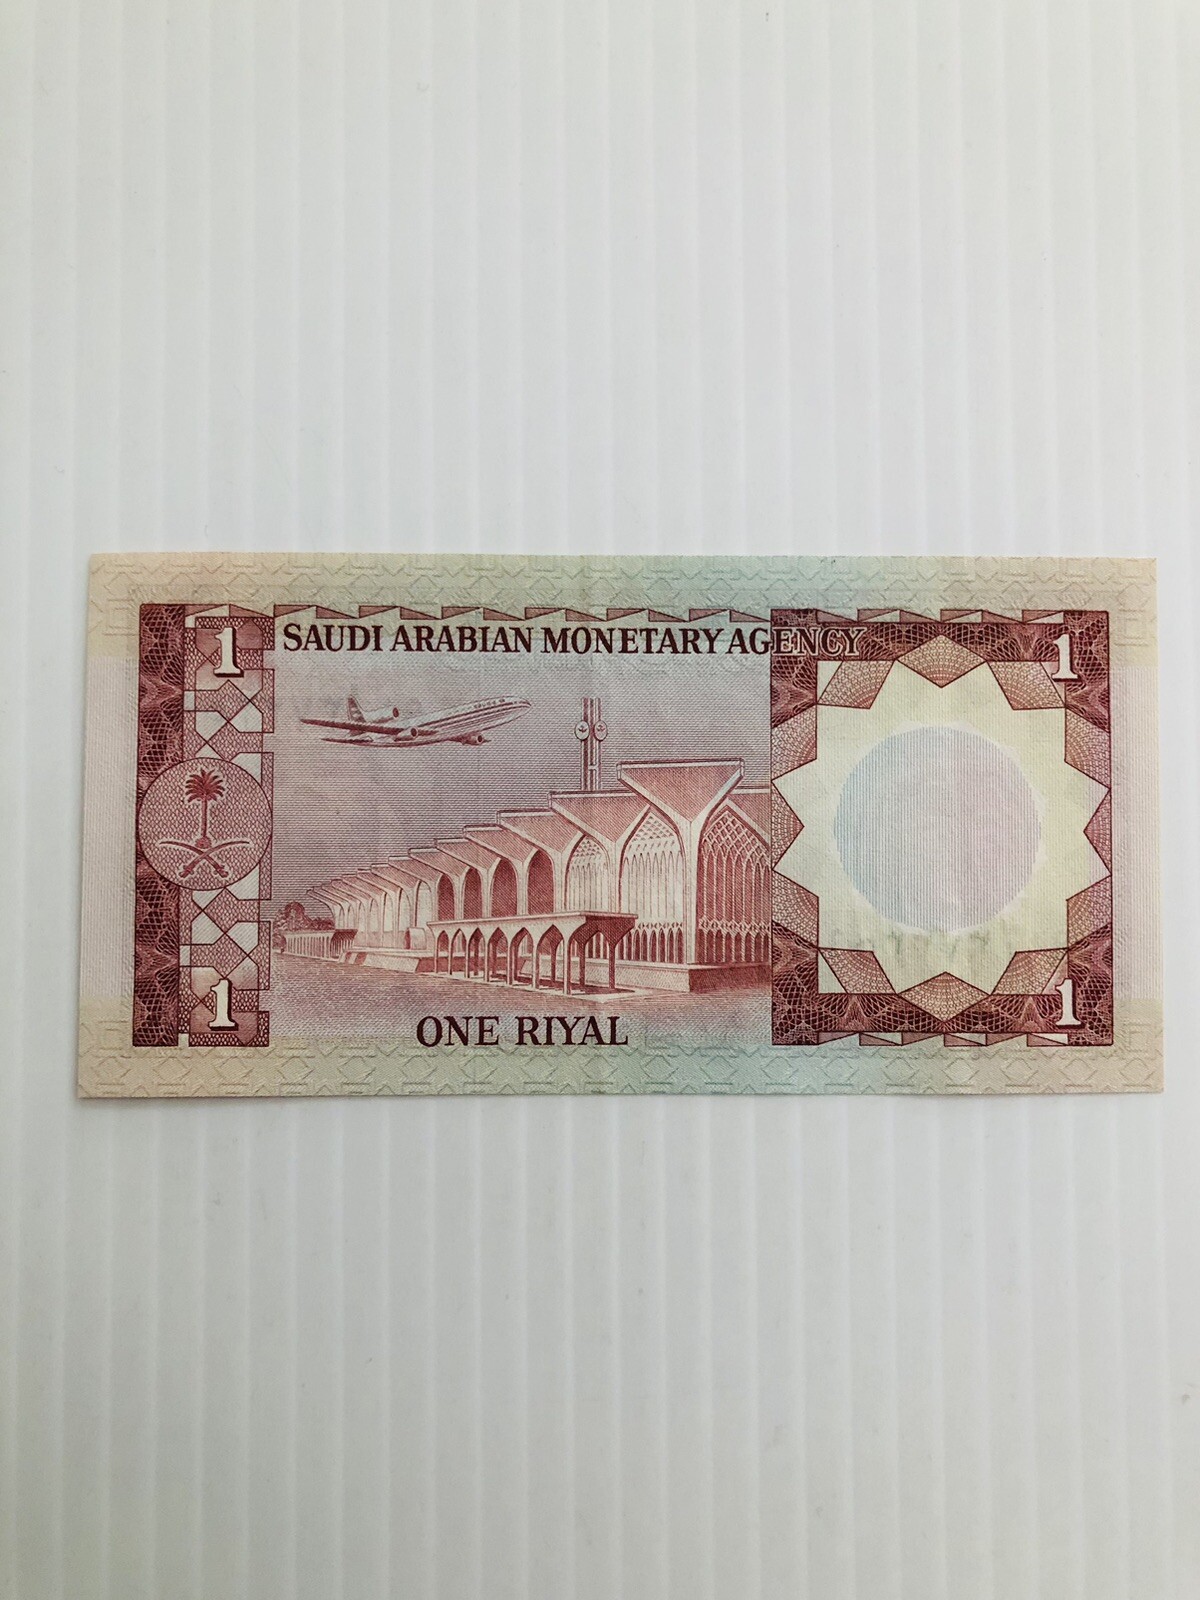 1 SAUDI ARABIAN MONETARY AGENCY 1
1 ONE RIYAL 1